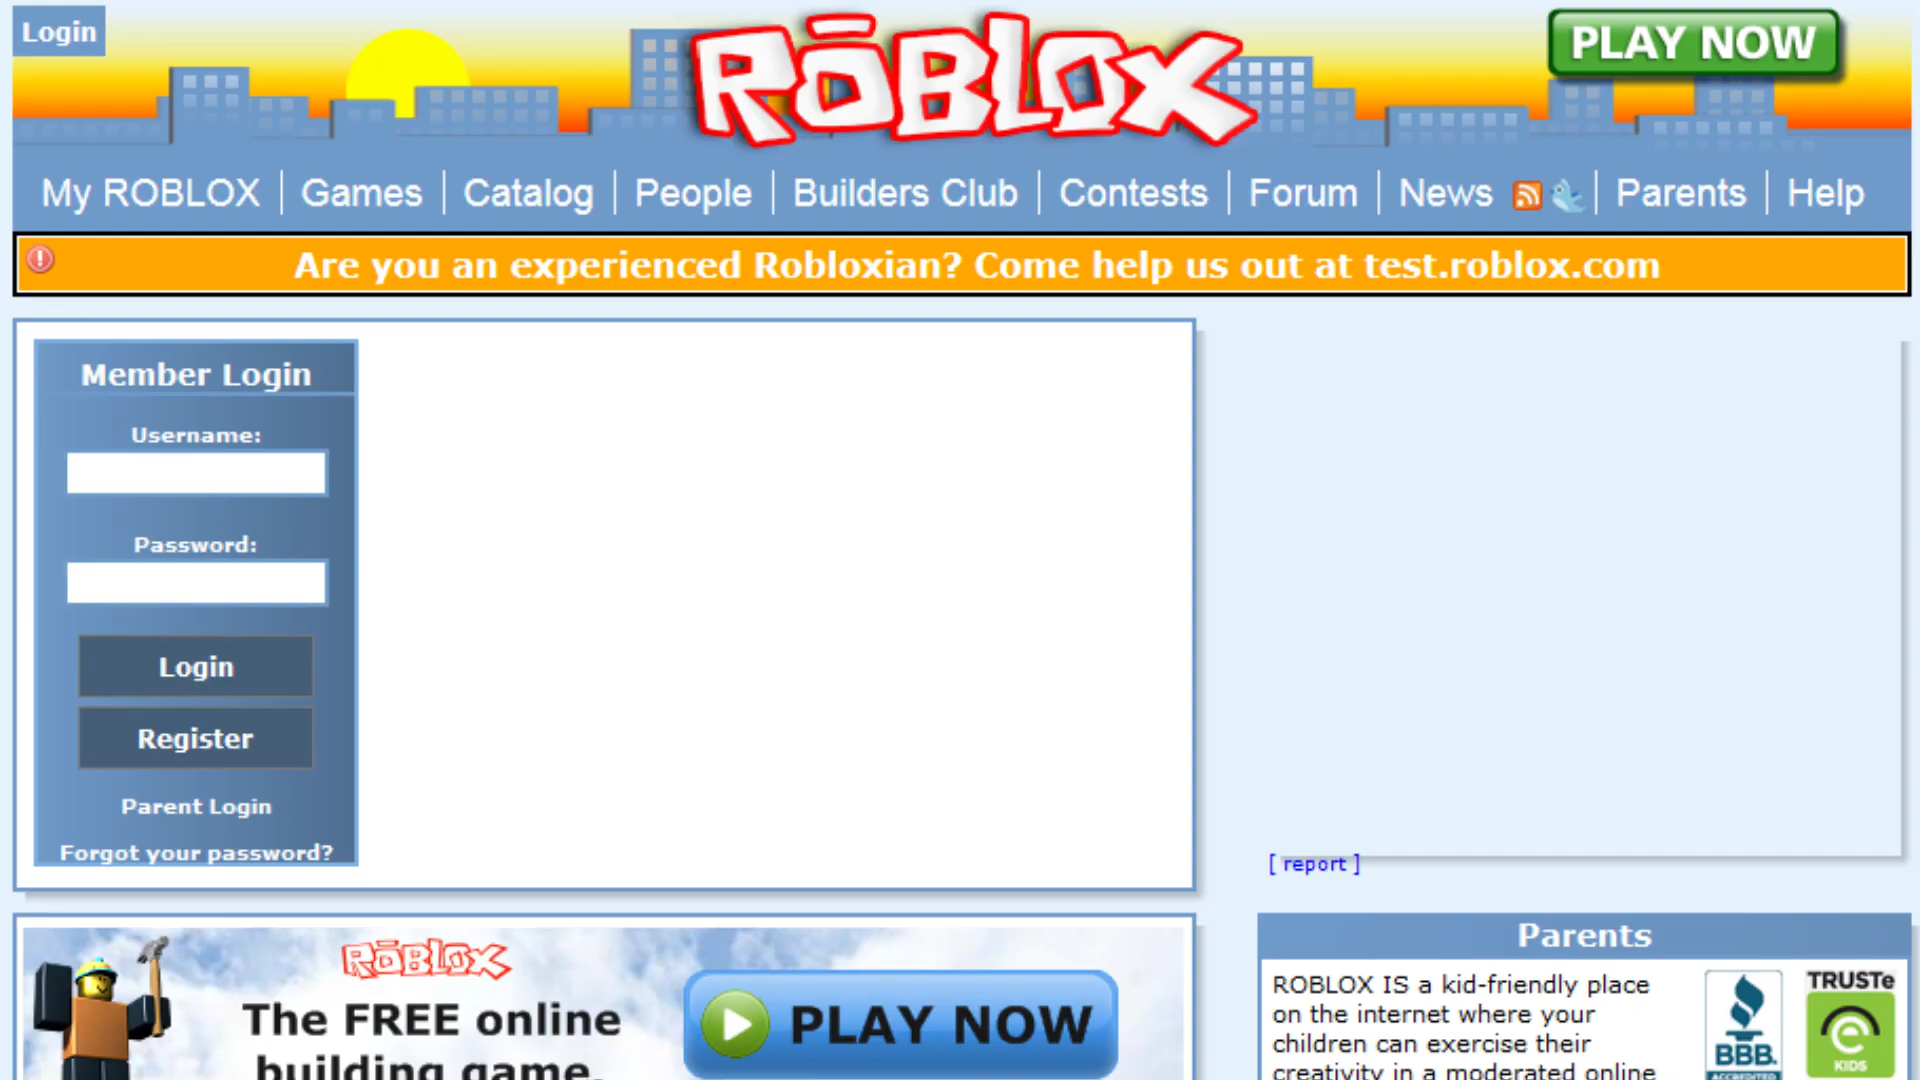 Login
RŌBLOX
PLAY NOW
My ROBLOX | Games | Catalog | People | Builders Club | Contests | Forum | News | Parents | Help
Are you an experienced Robloxian? Come help us out at test.roblox.com
Member Login
Username:
Password:
Login
Register
Parent Login
Forgot your password?
[ report ]
RŌBLOX
The FREE online
building game.
PLAY NOW
Parents
ROBLOX IS a kid-friendly place
on the internet where your
children can exercise their
creativity in a moderated online
BBB.
ACCREDITED
TRUSTe
KIDS